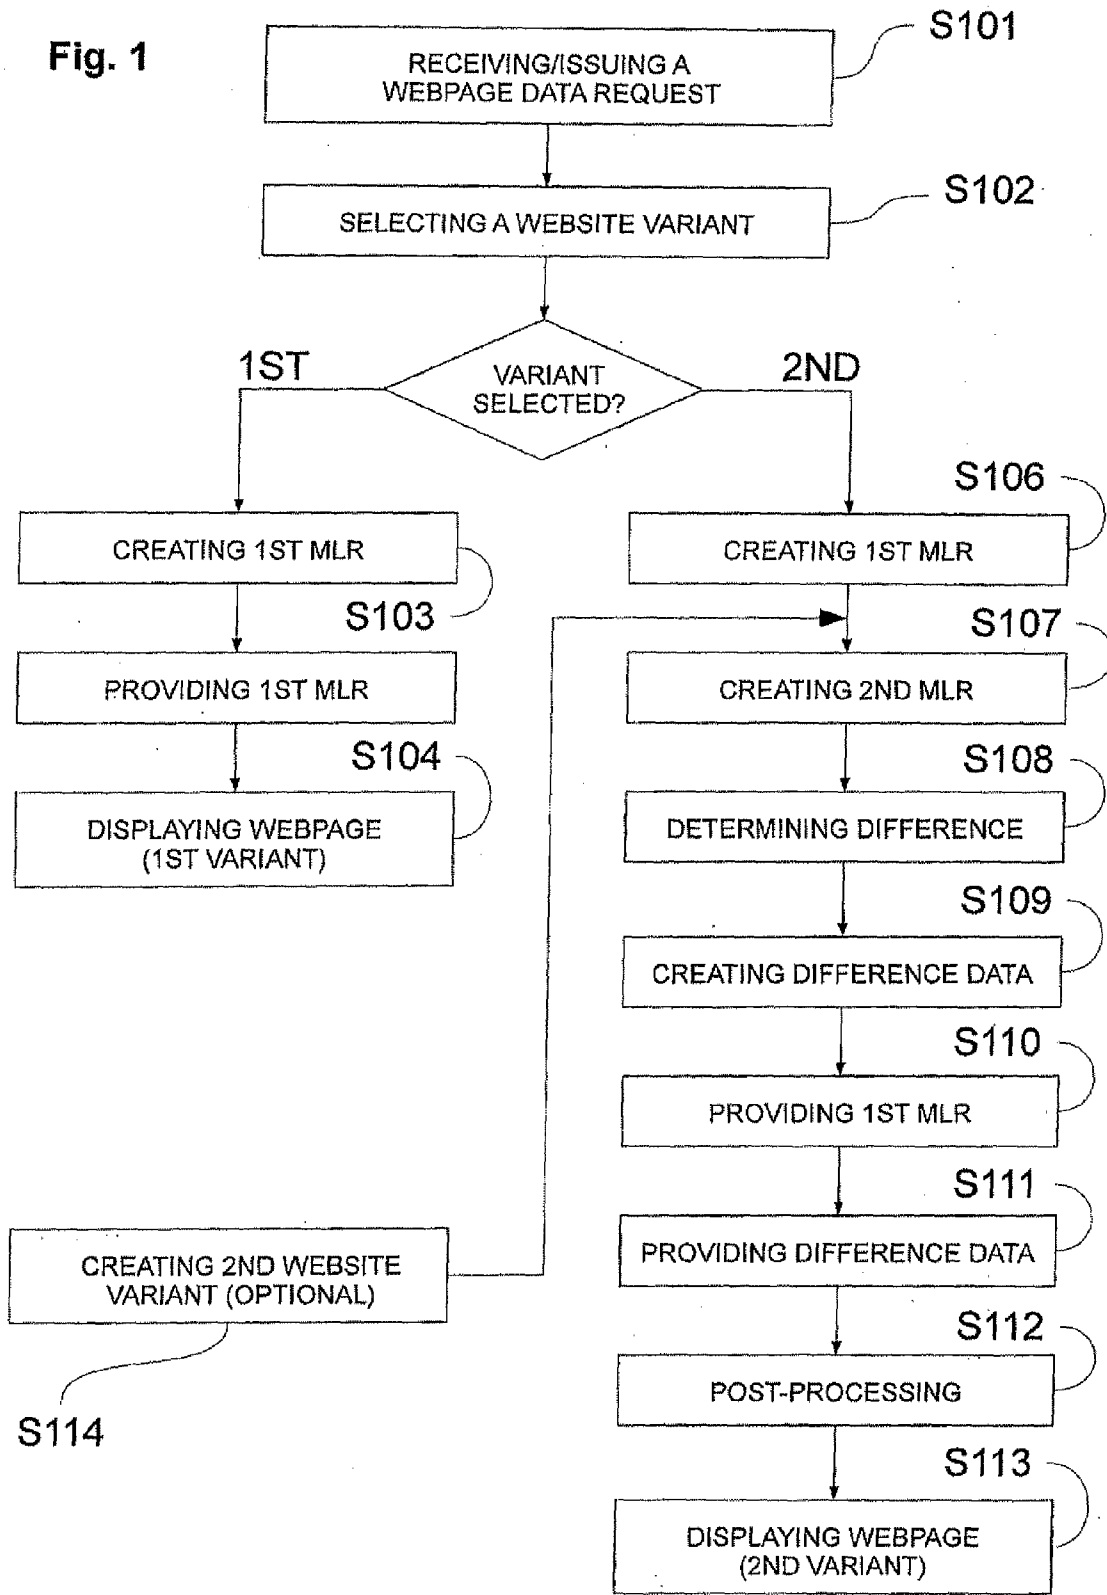 Fig. 1
S101
RECEIVING/ISSUING A
WEBPAGE DATA REQUEST
S102
SELECTING A WEBSITE VARIANT
1ST
VARIANT
SELECTED?
2ND
CREATING 1ST MLR
S103
PROVIDING 1ST MLR
S104
DISPLAYING WEBPAGE
(1ST VARIANT)
S106
CREATING 1ST MLR
S107
CREATING 2ND MLR
S108
DETERMINING DIFFERENCE
S109
CREATING DIFFERENCE DATA
S110
PROVIDING 1ST MLR
S111
PROVIDING DIFFERENCE DATA
S112
POST-PROCESSING
S113
DISPLAYING WEBPAGE
(2ND VARIANT)
CREATING 2ND WEBSITE
VARIANT (OPTIONAL)
S114